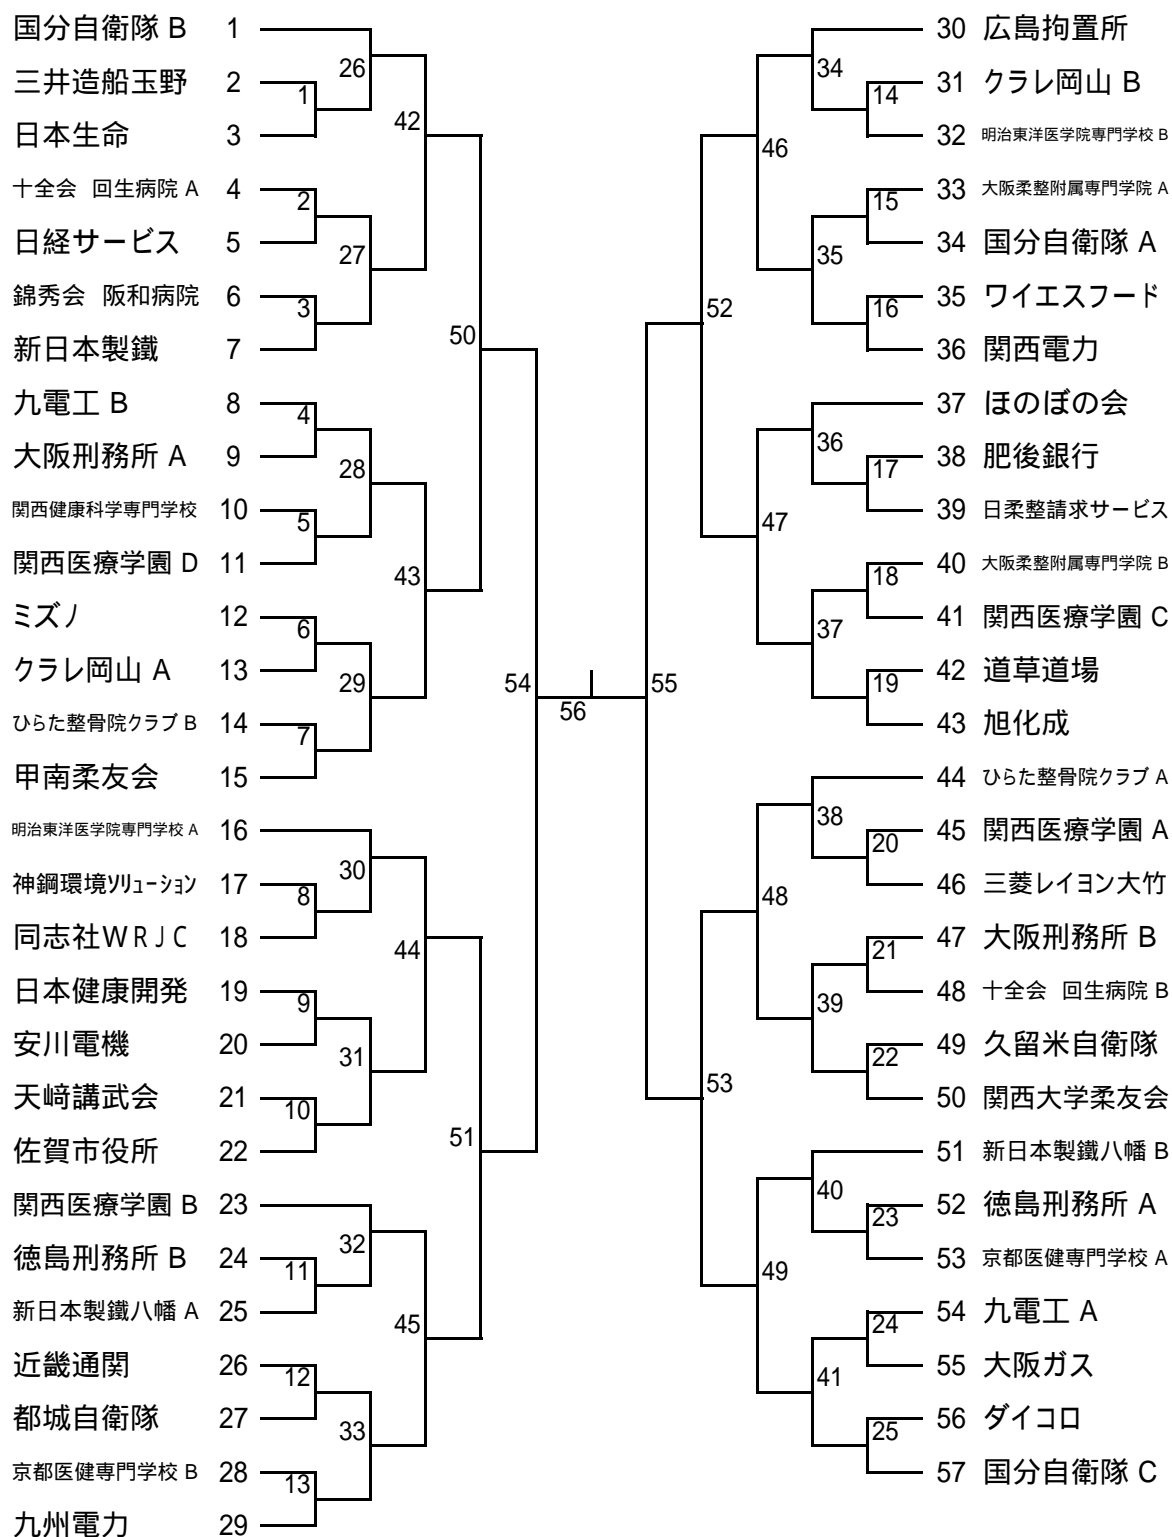 国分自衛隊 B 1
三井造船玉野 2
日本生命 3
十全会 回生病院 A 4
日経サービス 5
錦秀会 阪和病院 6
新日本製鐵 7
九電工 B 8
大阪刑務所 A 9
関西健康科学専門学校 10
関西医療学園 D 11
ミズノ 12
クラレ岡山 A 13
ひらた整骨院クラブ B 14
甲南柔友会 15
明治東洋医学院専門学校 A 16
神鋼環境ソリューション 17
同志社WRJC 18
日本健康開発 19
安川電機 20
天﨑講武会 21
佐賀市役所 22
関西医療学園 B 23
徳島刑務所 B 24
新日本製鐵八幡 A 25
近畿通関 26
都城自衛隊 27
京都医健専門学校 B 28
九州電力 29
1
2
3
4
5
6
7
8
9
10
11
12
13
26
27
28
29
30
31
32
33
42
43
44
45
50
51
54
56
55
52
53
46
47
48
49
34
35
36
37
38
39
40
41
14
15
16
17
18
19
20
21
22
23
24
25
30 広島拘置所
31 クラレ岡山 B
32 明治東洋医学院専門学校 B
33 大阪柔整附属専門学院 A
34 国分自衛隊 A
35 ワイエスフード
36 関西電力
37 ほのぼの会
38 肥後銀行
39 日柔整請求サービス
40 大阪柔整附属専門学院 B
41 関西医療学園 C
42 道草道場
43 旭化成
44 ひらた整骨院クラブ A
45 関西医療学園 A
46 三菱レイヨン大竹
47 大阪刑務所 B
48 十全会 回生病院 B
49 久留米自衛隊
50 関西大学柔友会
51 新日本製鐵八幡 B
52 徳島刑務所 A
53 京都医健専門学校 A
54 九電工 A
55 大阪ガス
56 ダイコロ
57 国分自衛隊 C